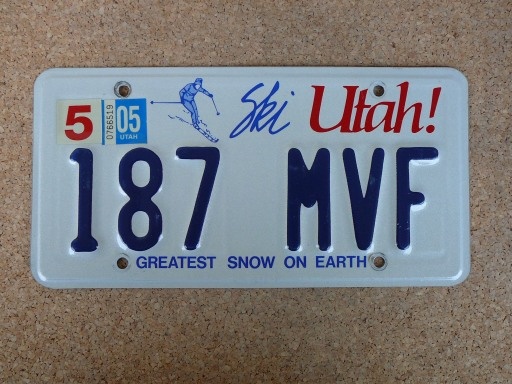 Ski Utah!
5 0766519 05
UTAH
187 MVF
GREATEST SNOW ON EARTH